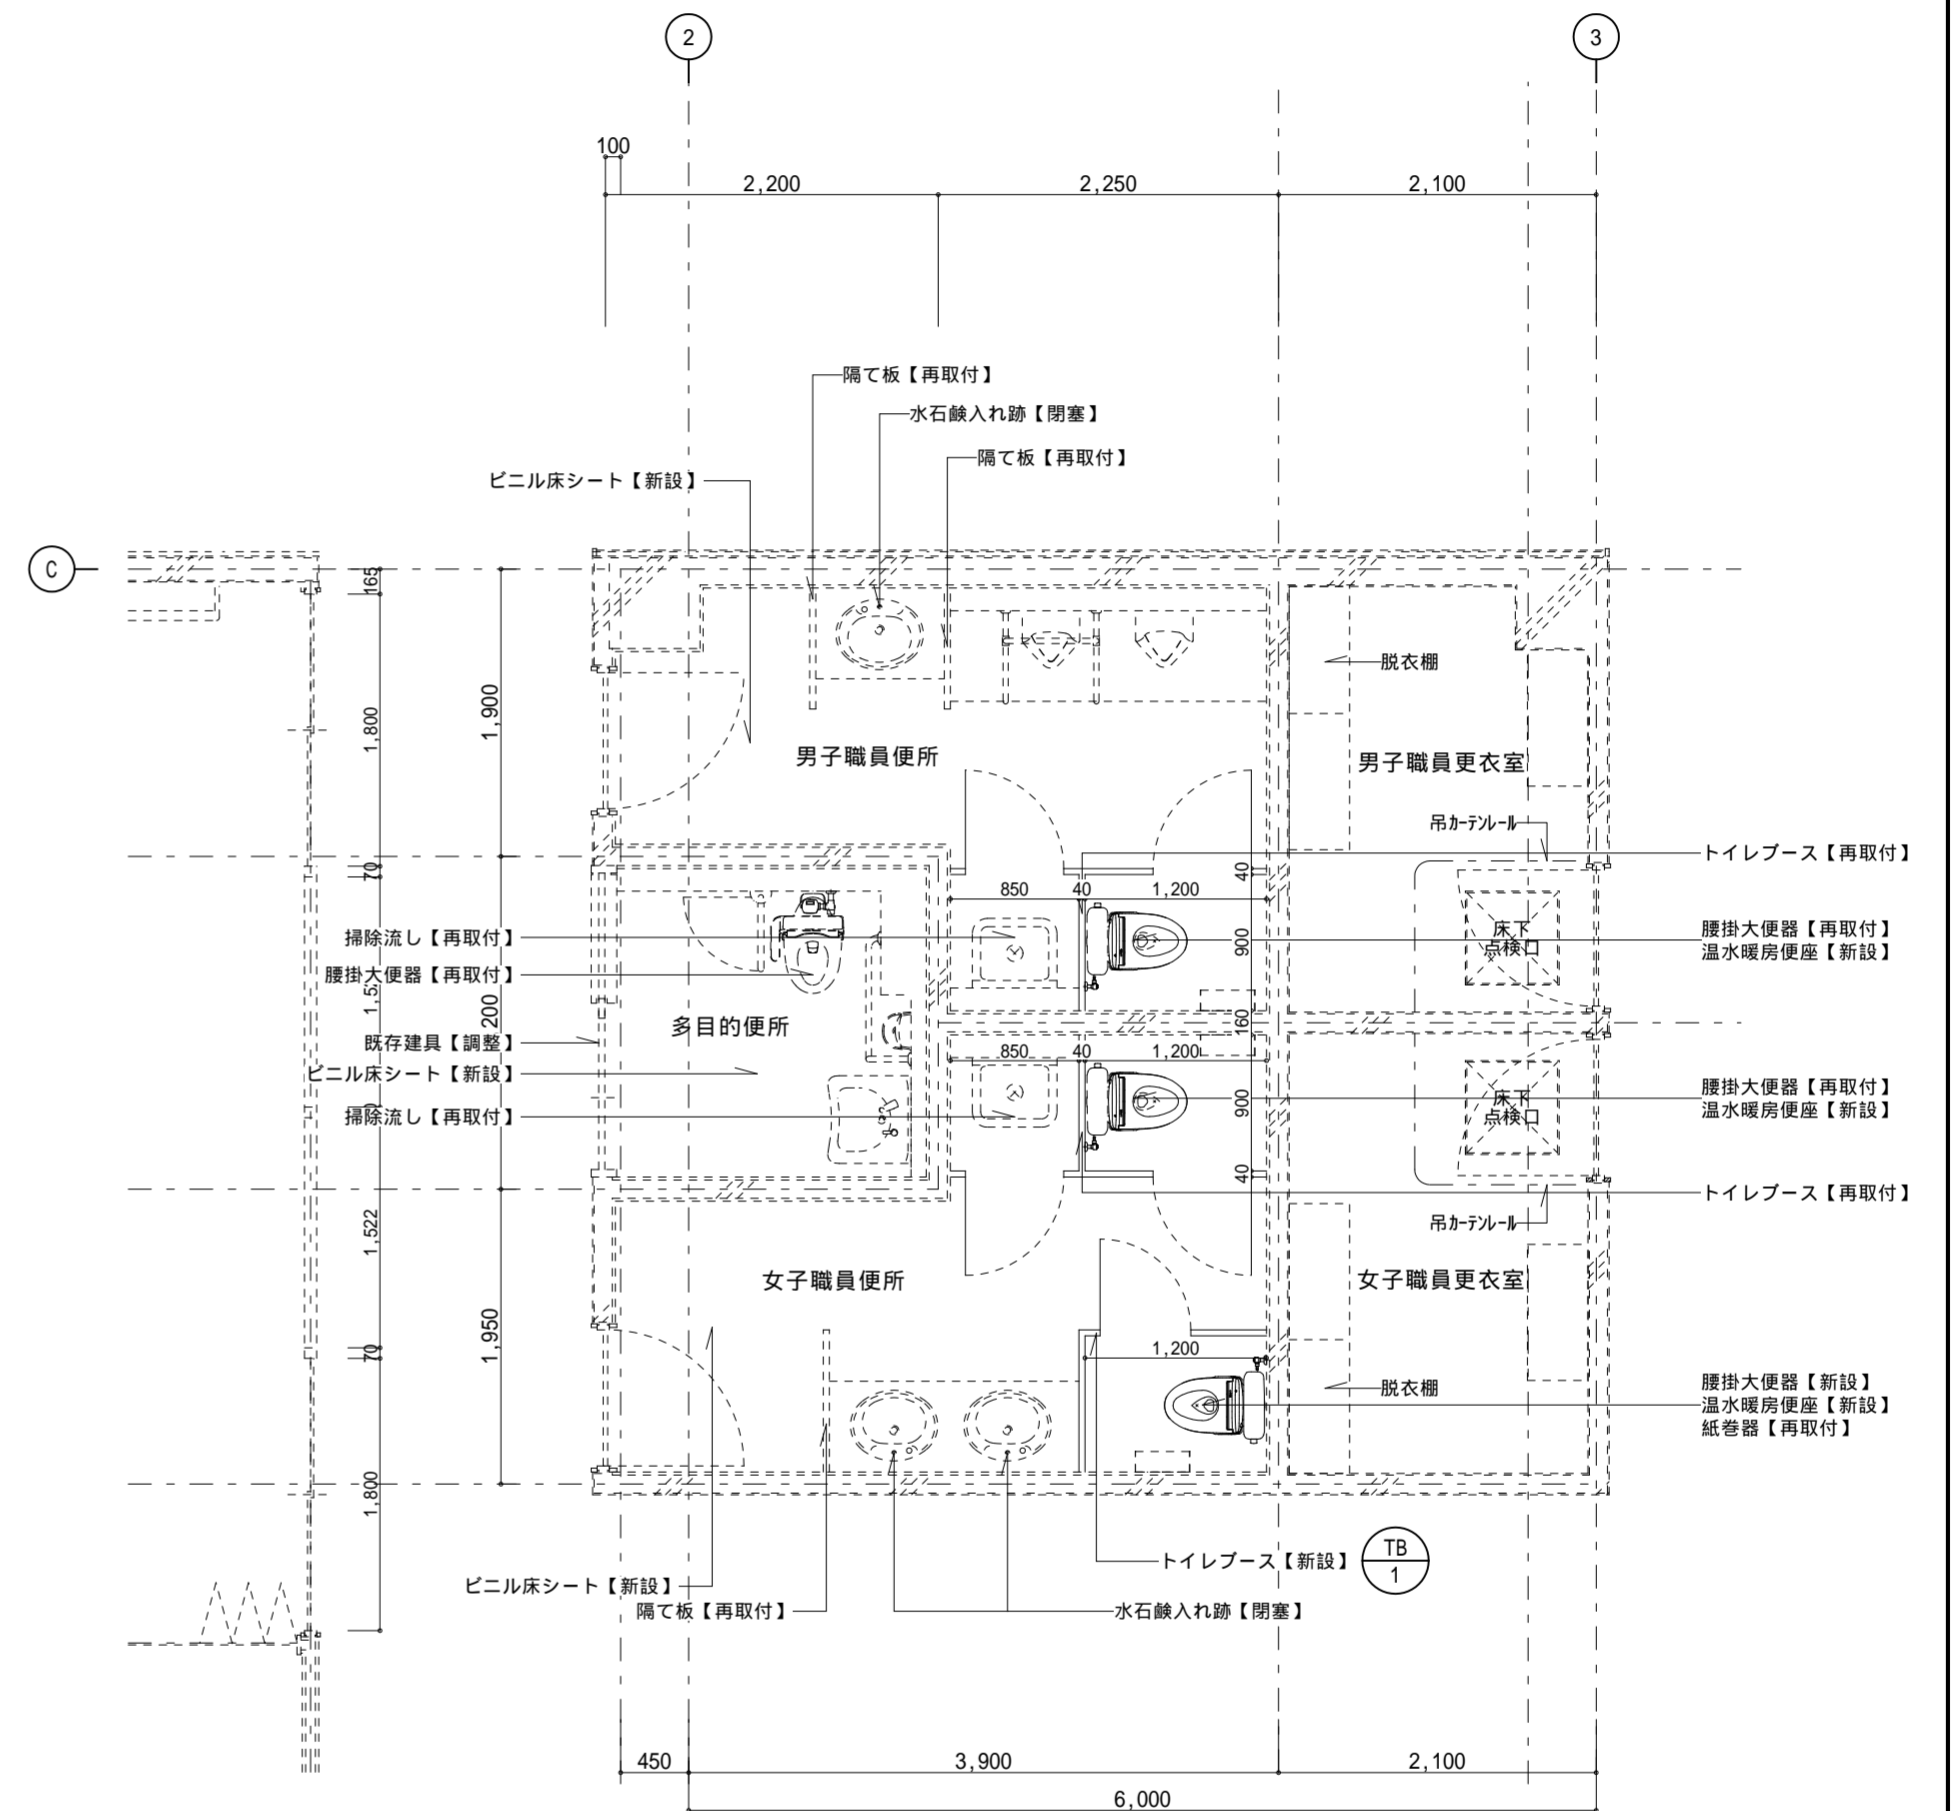 2
3
100
2,200
2,250
2,100
隔て板【再取付】
水石鹸入れ跡【閉塞】
隔て板【再取付】
ビニル床シート【新設】
C
165
1,800
1,900
脱衣棚
男子職員便所
男子職員更衣室
吊カーテンレール
トイレブース【再取付】
70
40
850
40
1,200
掃除流し【再取付】
900
床下
点検口
腰掛大便器【再取付】
温水暖房便座【新設】
腰掛大便器【再取付】
200
多目的便所
160
既存建具【調整】
850
40
1,200
ビニル床シート【新設】
掃除流し【再取付】
900
床下
点検口
腰掛大便器【再取付】
温水暖房便座【新設】
40
トイレブース【再取付】
1,522
吊カーテンレール
女子職員便所
女子職員更衣室
1,950
70
1,200
脱衣棚
腰掛大便器【新設】
温水暖房便座【新設】
紙巻器【再取付】
1,800
トイレブース【新設】
TB
1
ビニル床シート【新設】
隔て板【再取付】
水石鹸入れ跡【閉塞】
450
3,900
2,100
6,000